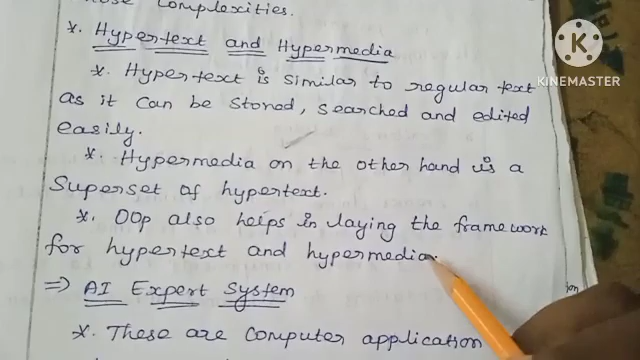 complexities.
* Hypertext and Hypermedia
* Hypertext is similar to regular text
as it can be stored, searched and edited
easily.
* Hypermedia on the other hand is a
superset of hypertext.
* OOP also helps in laying the framework
for hypertext and hypermedia
⇒ AI Expert System
* These are computer application
K
KINEMASTER